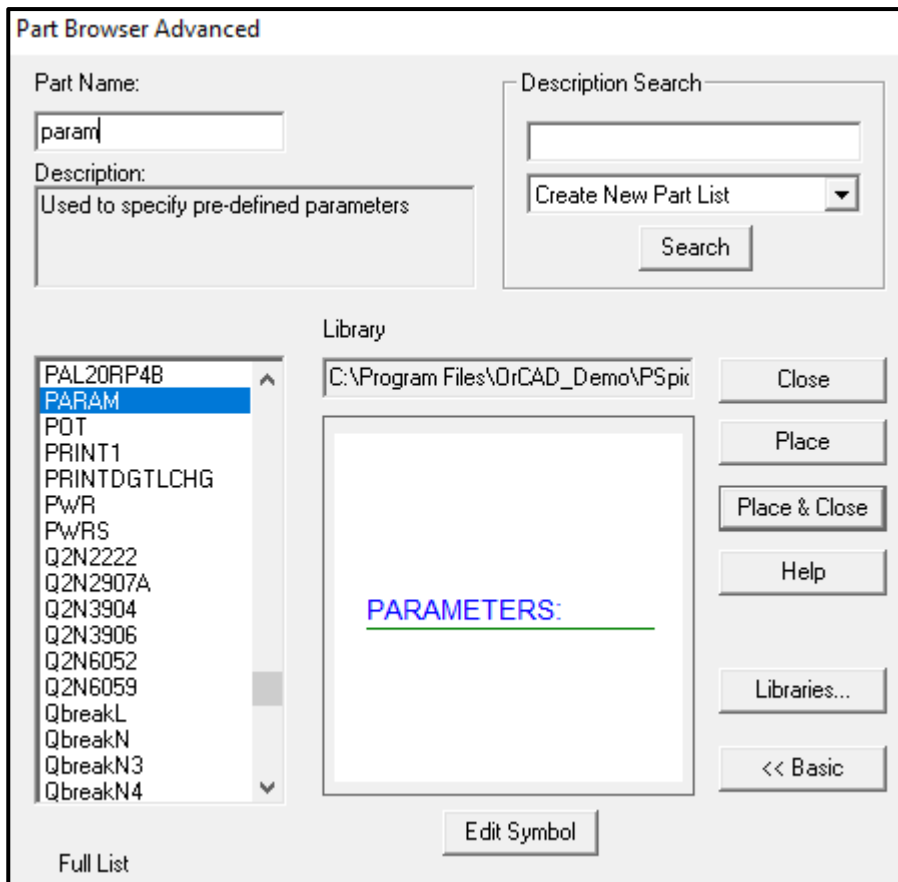 Part Browser Advanced
Part Name:
param
Description:
Used to specify pre-defined parameters
Description Search
Create New Part List
Search
Library
C:\Program Files\OrCAD_Demo\PSpic
PAL20RP4B
PARAM
POT
PRINT1
PRINTDGTLCHG
PWR
PWRS
Q2N2222
Q2N2907A
Q2N3904
Q2N3906
Q2N6052
Q2N6059
QbreakL
QbreakN
QbreakN3
QbreakN4
Full List
PARAMETERS:
Edit Symbol
Close
Place
Place & Close
Help
Libraries...
<< Basic